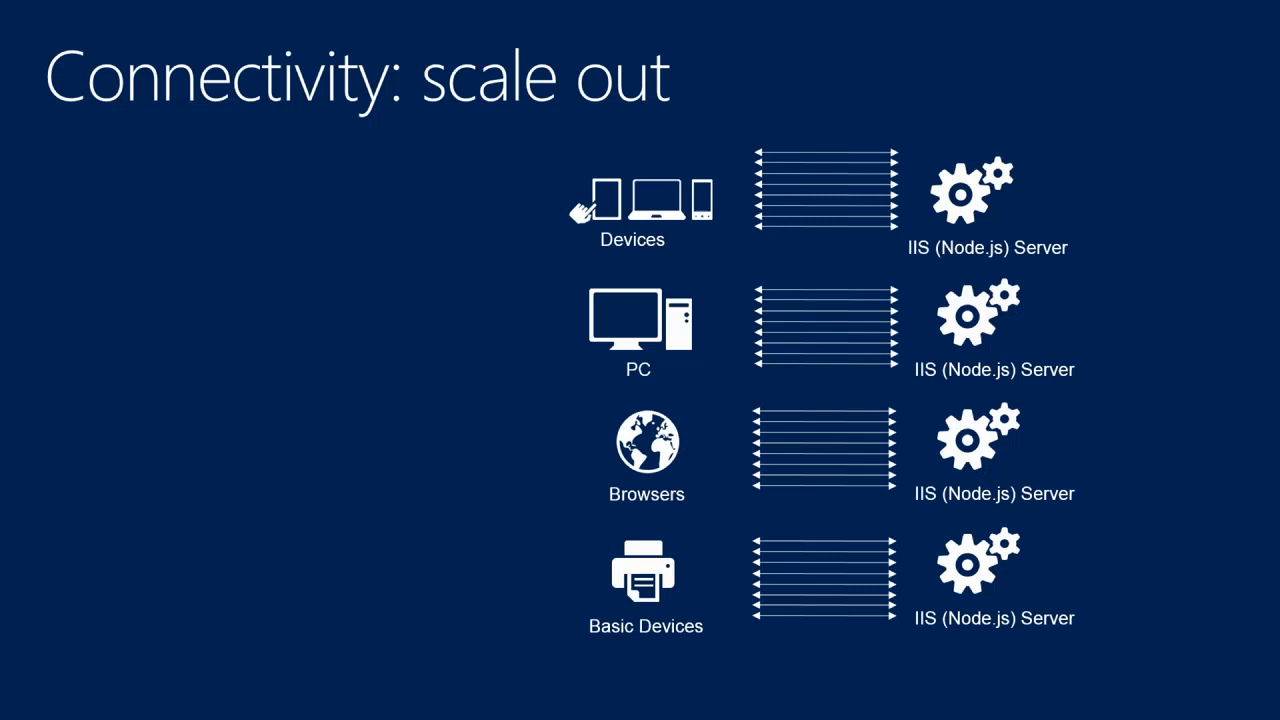 Connectivity: scale out
Devices
IIS (Node.js) Server
PC
IIS (Node.js) Server
Browsers
IIS (Node.js) Server
Basic Devices
IIS (Node.js) Server